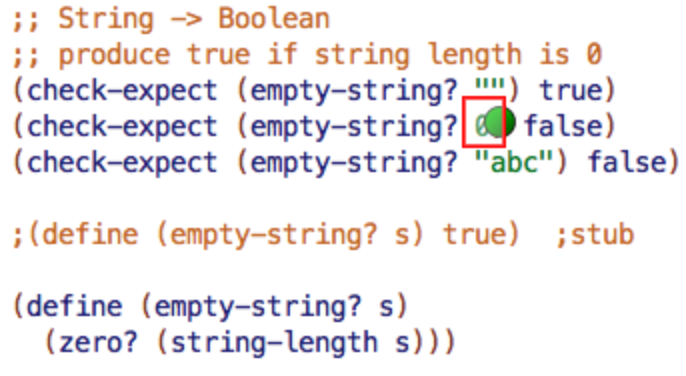 ;; String -> Boolean
;; produce true if string length is 0
(check-expect (empty-string? "") true)
(check-expect (empty-string? 0 false)
(check-expect (empty-string? "abc") false)
;(define (empty-string? s) true) ;stub
(define (empty-string? s)
(zero? (string-length s)))